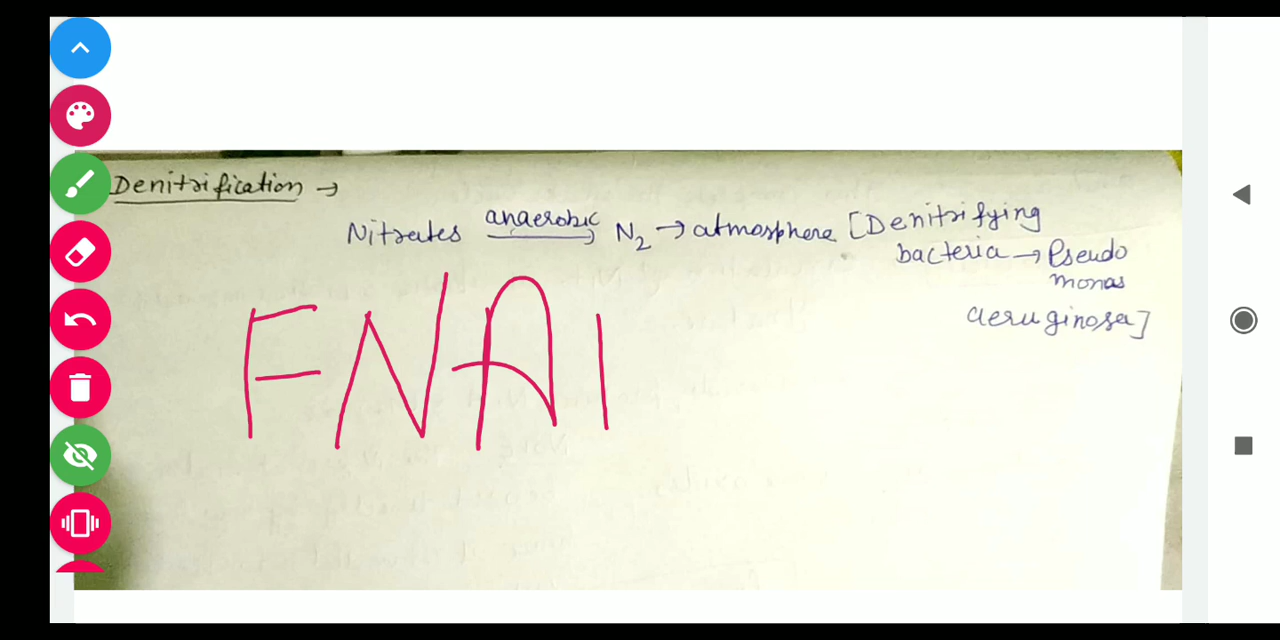 Denitrification →
Nitrates anaerobic→ N2 → atmosphere [Denitrifying
bacteria → Pseudo
monas
aeruginosa]
FNAI